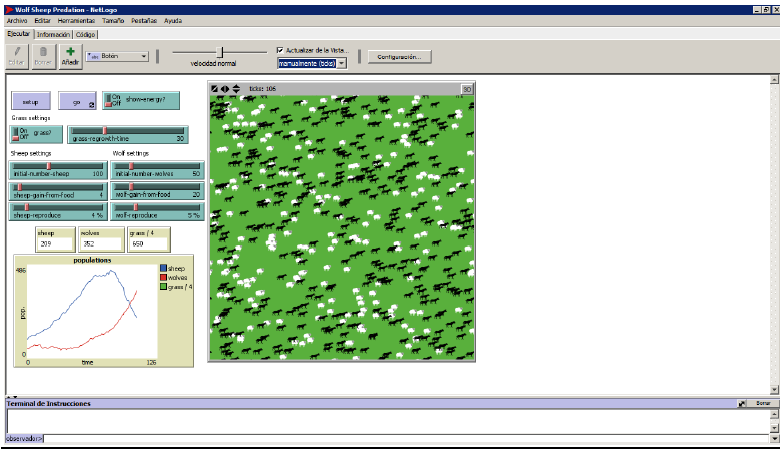 Wolf Sheep Predation - NetLogo
Archivo Editar Herramientas Tamaño Pestañas Ayuda
Ejecutar Información Código
Editar Borrar Añadir
abc Botón
velocidad normal
Actualizar de la Vista...
manualmente (ticks)
Configuración...
ticks: 106
3D
setup
go
On
Off
show-energy?
Grass settings
On
Off
grass?
grass-regrowth-time 30
Sheep settings
Wolf settings
initial-number-sheep 100
initial-number-wolves 50
sheep-gain-from-food 4
wolf-gain-from-food 20
sheep-reproduce 4 %
wolf-reproduce 5 %
sheep
209
wolves
352
grass / 4
650
populations
486
pop.
0
0
time
126
sheep
wolves
grass / 4
Terminal de Instrucciones
Borrar
observador>